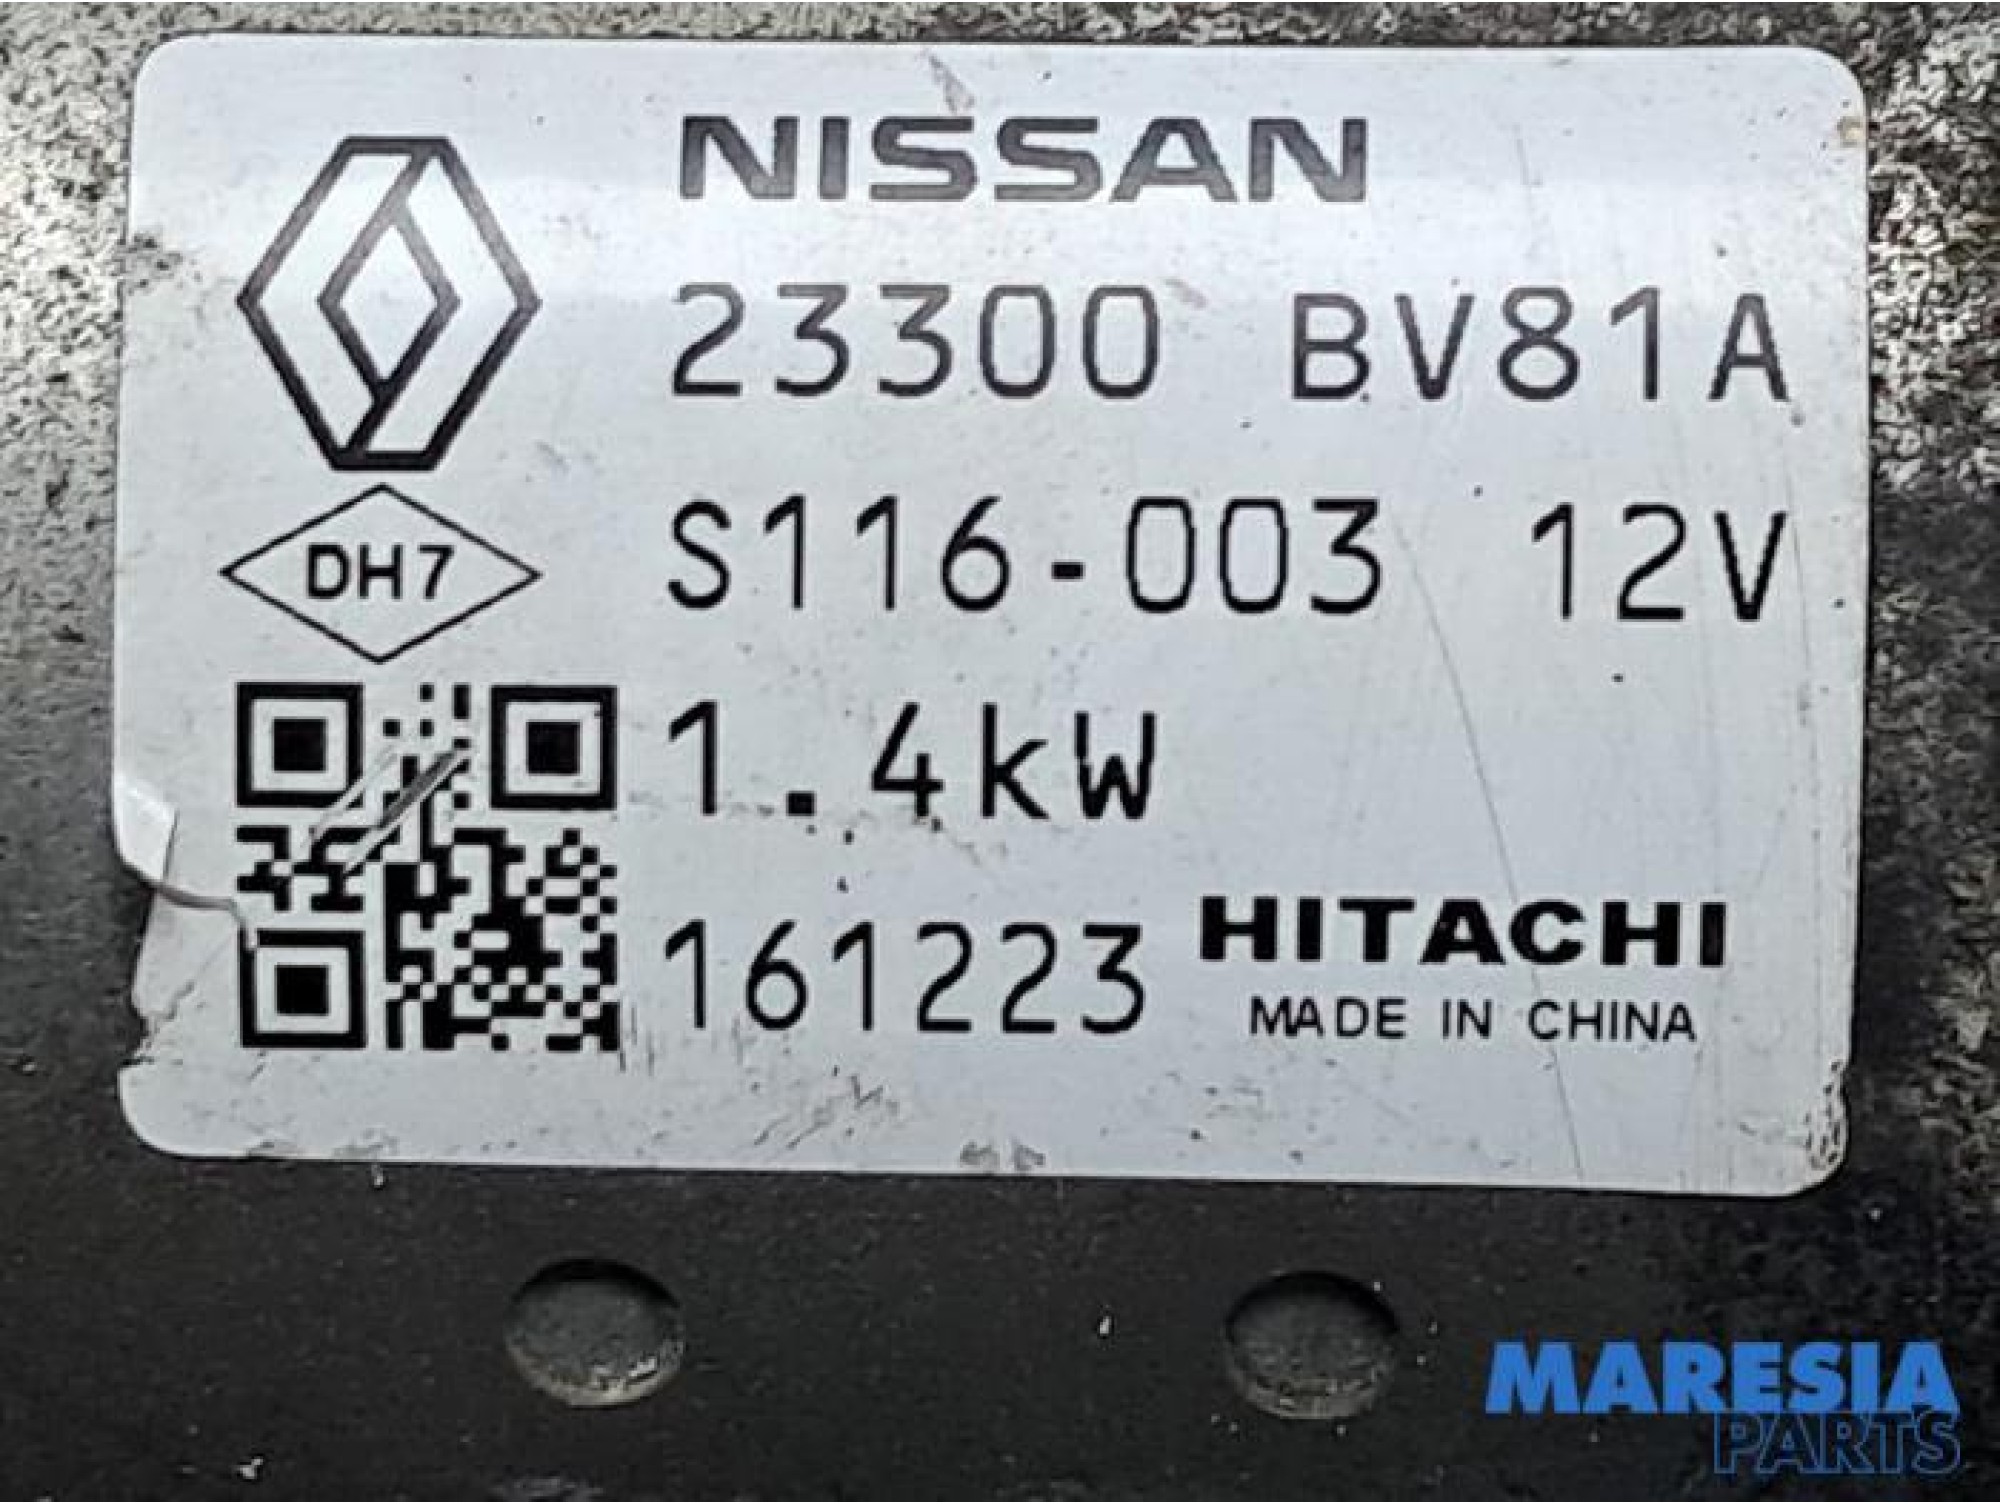 NISSAN
23300 BV81A
DH7
S116-003 12V
1.4kW
161223 HITACHI
MADE IN CHINA
MARESIA
PARTS